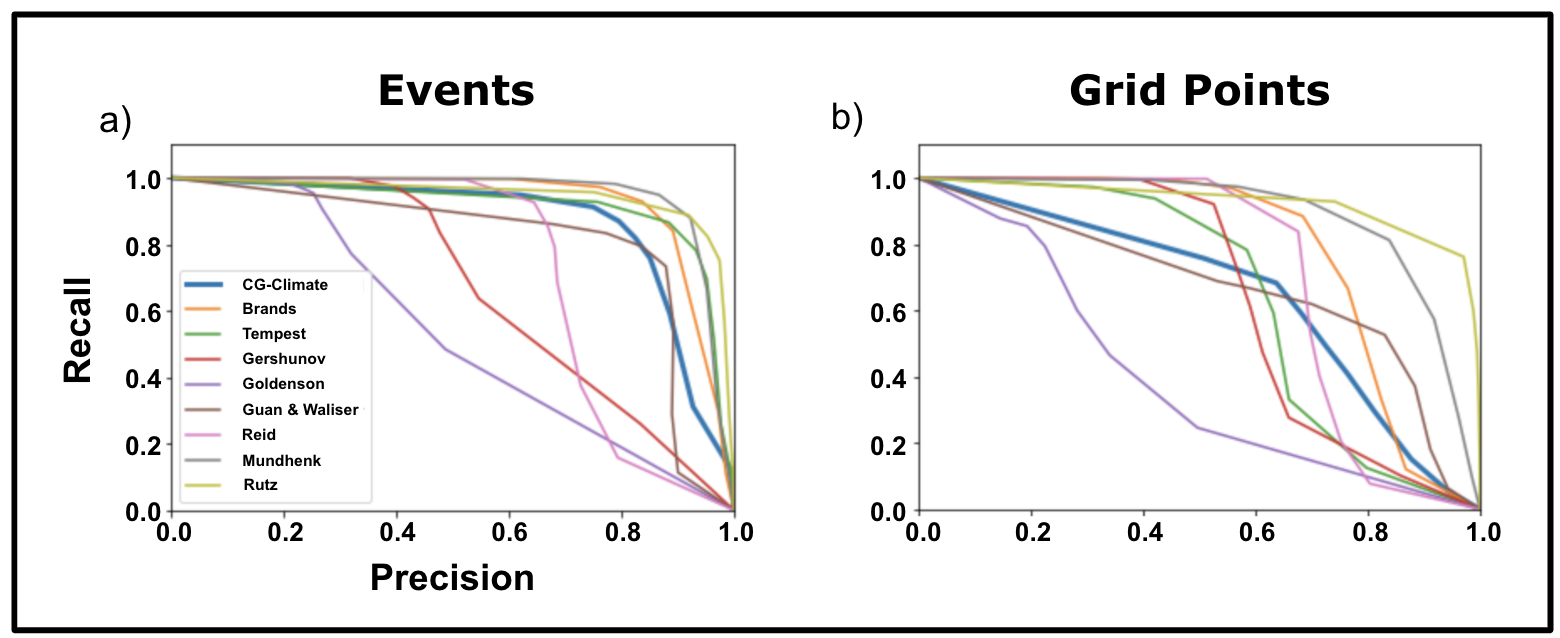 Events
Grid Points
a)
b)
1.0
0.8
0.6
0.4
0.2
0.0
Recall
CG-Climate
Brands
Tempest
Gershunov
Goldenson
Guan & Waliser
Reid
Mundhenk
Rutz
0.0 0.2 0.4 0.6 0.8 1.0
Precision
1.0
0.8
0.6
0.4
0.2
0.0
0.0 0.2 0.4 0.6 0.8 1.0